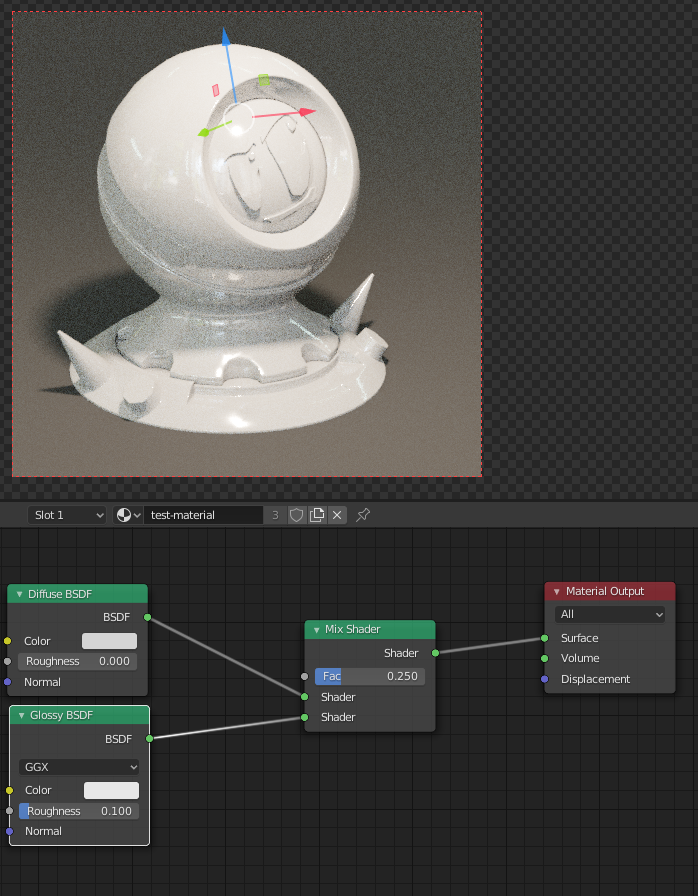 Slot 1
test-material
3
Diffuse BSDF
BSDF
Color
Roughness 0.000
Normal
Glossy BSDF
BSDF
GGX
Color
Roughness 0.100
Normal
Mix Shader
Shader
Fac 0.250
Shader
Shader
Material Output
All
Surface
Volume
Displacement